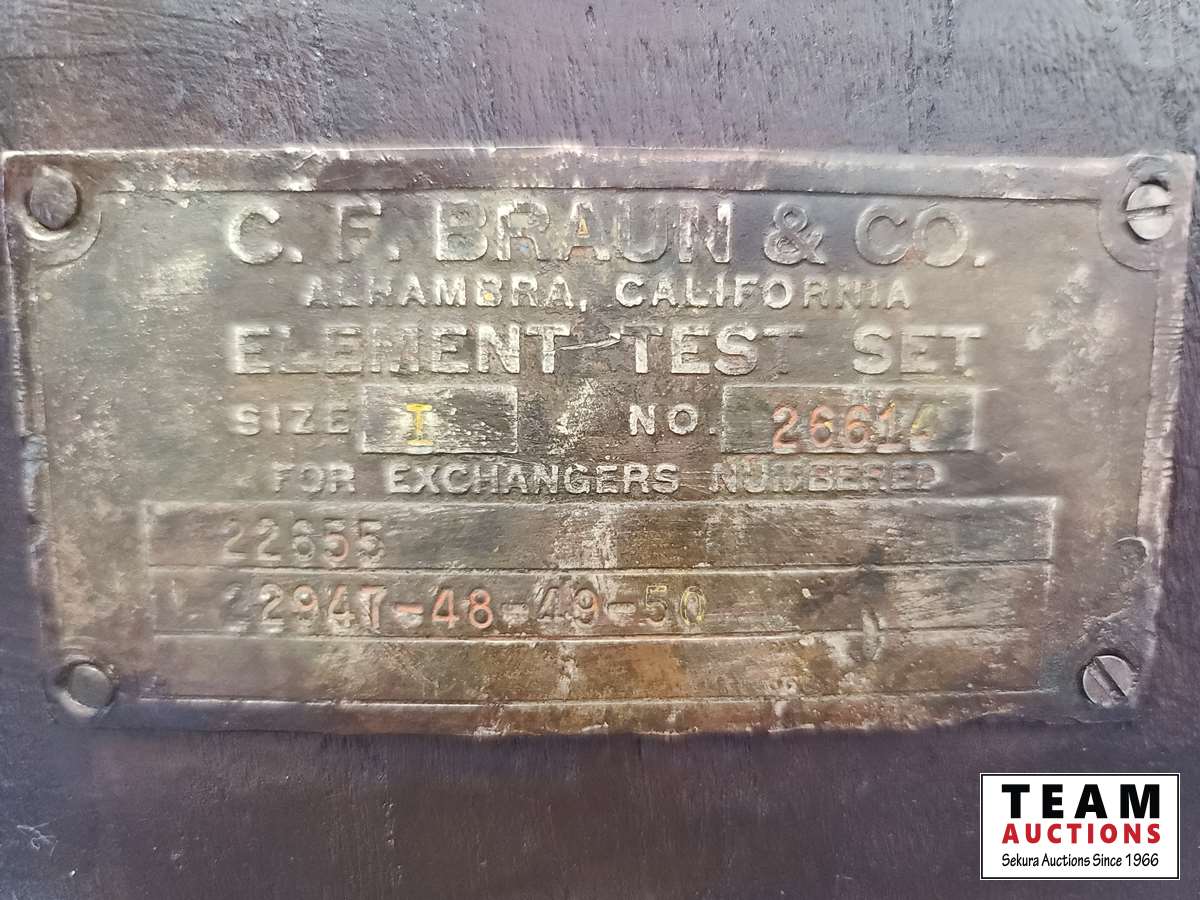 C. F. BRAUN & CO.
ALHAMBRA, CALIFORNIA
ELEMENT TEST SET
SIZE I NO. 26614
FOR EXCHANGERS NUMBERED
22655
22947-48-49-50
TEAM
AUCTIONS
Sekura Auctions Since 1966